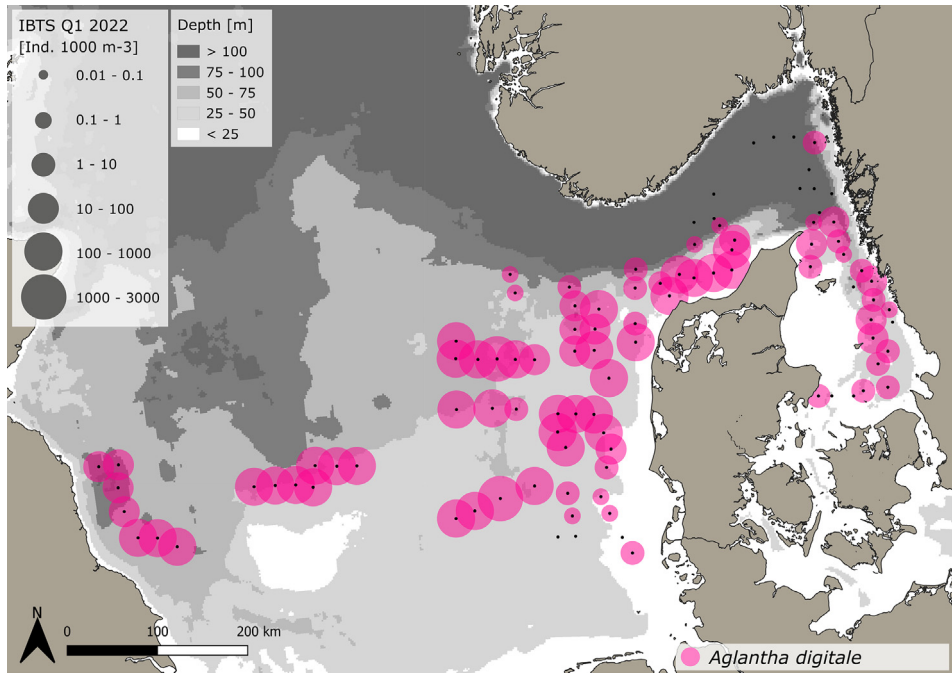 IBTS Q1 2022
[Ind. 1000 m-3]
0.01 - 0.1
0.1 - 1
1 - 10
10 - 100
100 - 1000
1000 - 3000
Depth [m]
> 100
75 - 100
50 - 75
25 - 50
< 25
N
0 100 200 km
Aglantha digitale